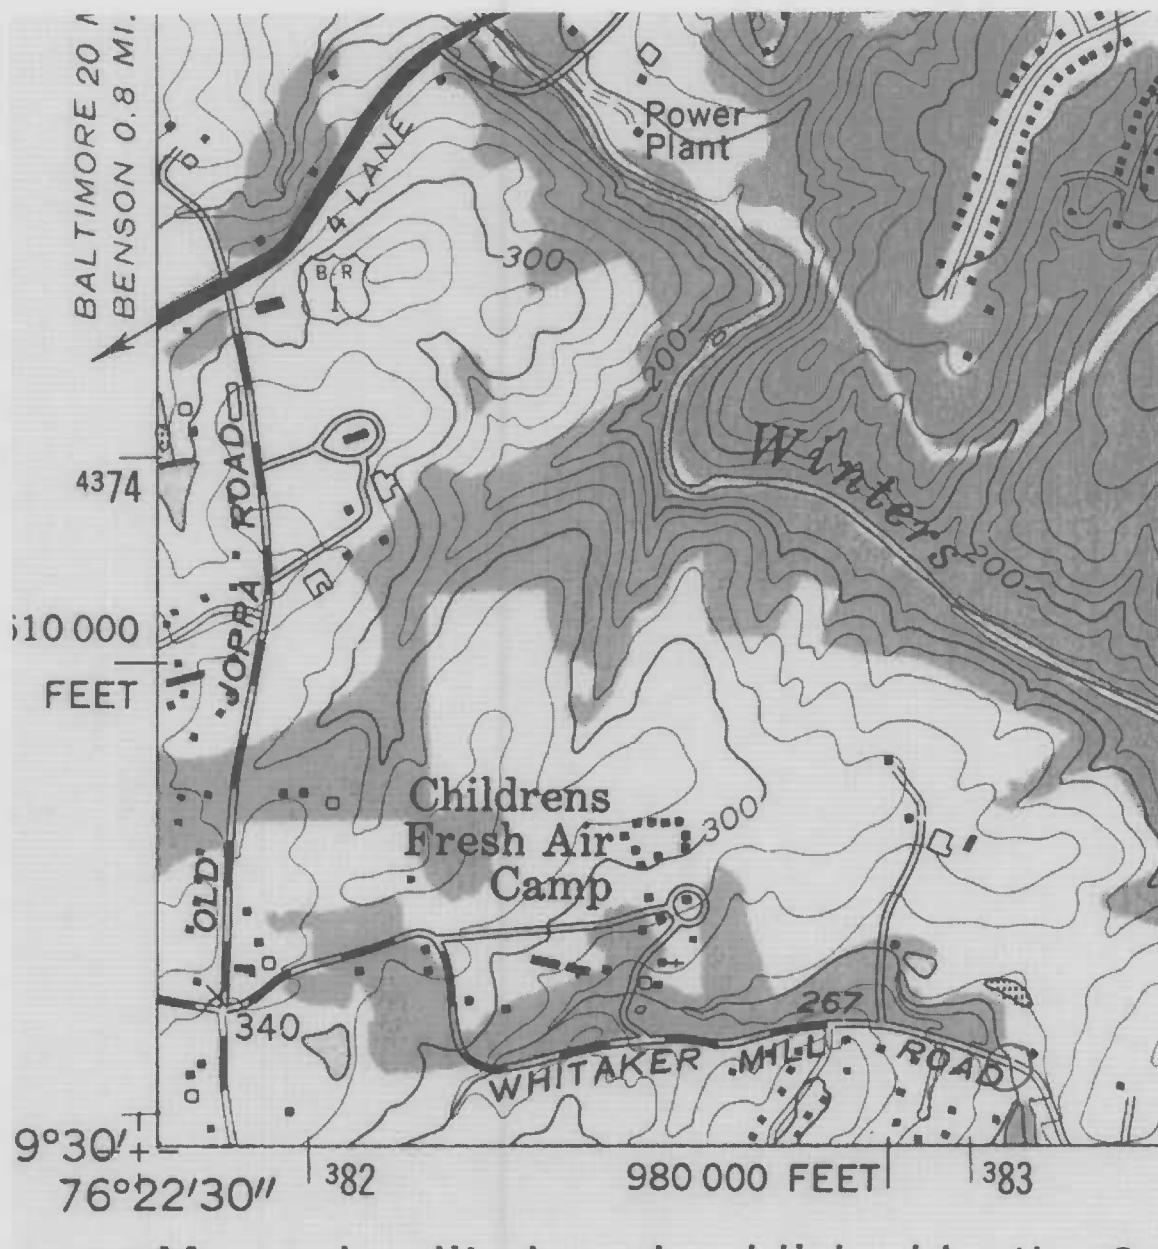 BALTIMORE 20
BENSON 0.8 MI.
Power
Plant
4 LANE
B R
1
300
200
Winters
4374
ROAD
200
JOPPA
10 000
FEET
Childrens
Fresh Air
Camp
300
OLD
267
340
WHITAKER MILL ROAD
9°30′
76°22′30″
382
980 000 FEET
383